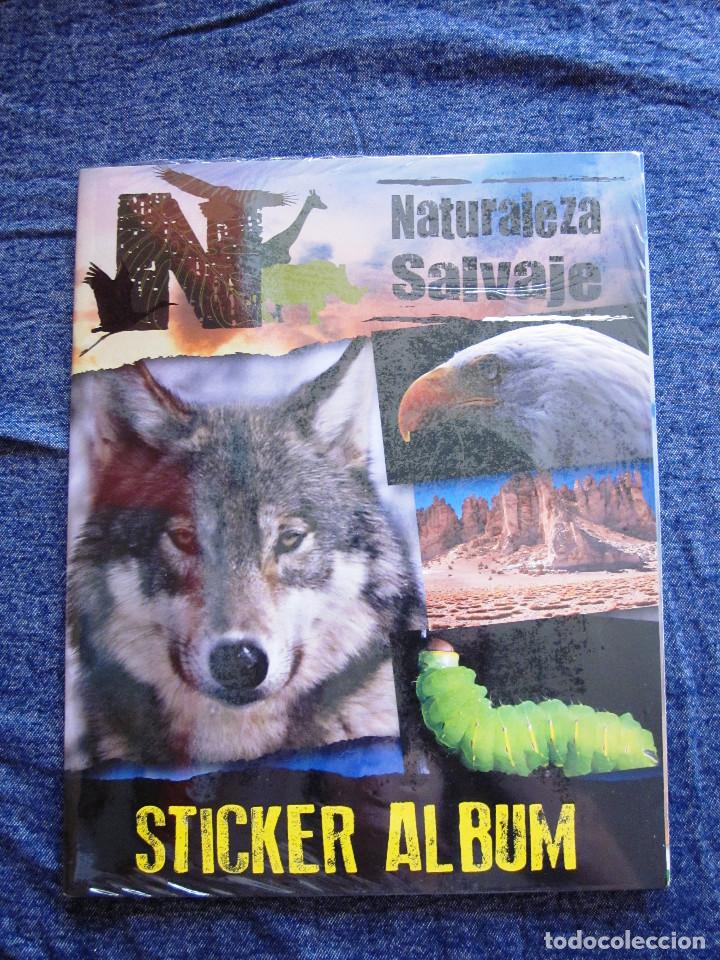 N
Naturaleza
Salvaje
STICKER ALBUM
todocoleccion